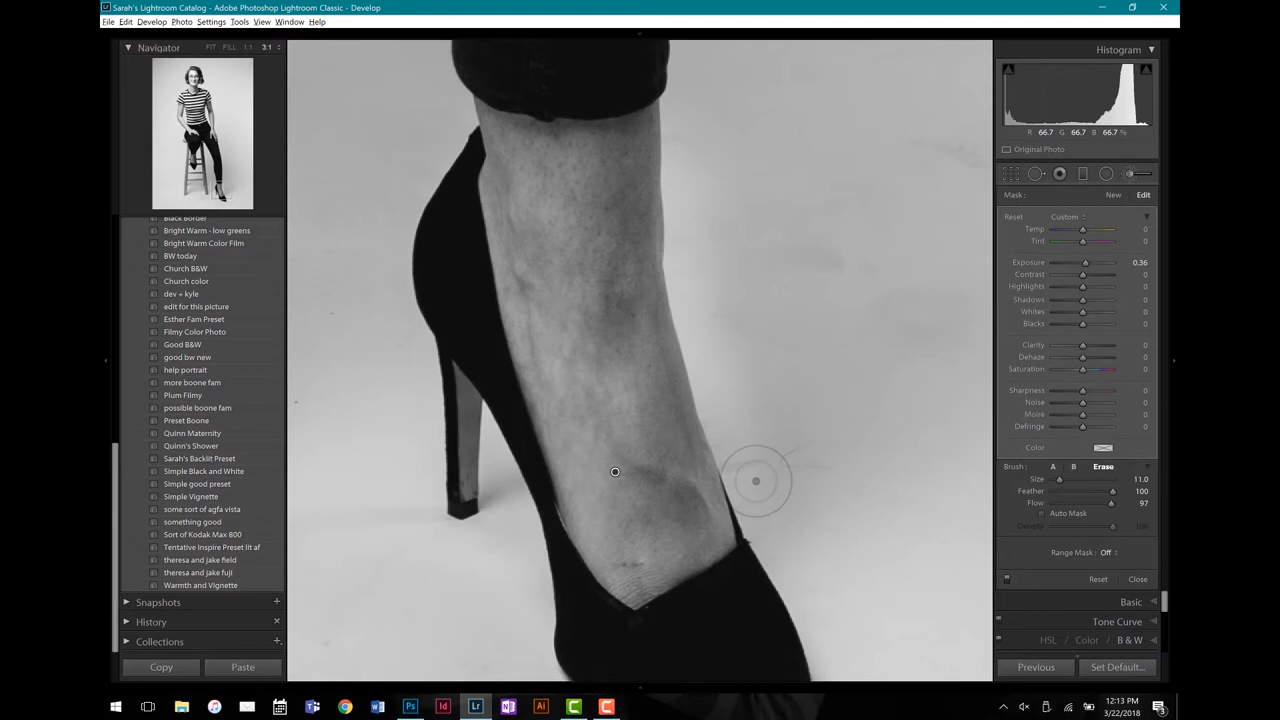 Sarah's Lightroom Catalog - Adobe Photoshop Lightroom Classic - Develop
File Edit Develop Photo Settings Tools View Window Help
Navigator FIT FILL 1:1 3:1
Black Border
Bright Warm - low greens
Bright Warm Color Film
BW today
Church B&W
Church color
dev + kyle
edit for this picture
Esther Fam Preset
Filmy Color Photo
Good B&W
good bw new
help portrait
more boone fam
Plum Filmy
possible boone fam
Preset Boone
Quinn Maternity
Quinn's Shower
Sarah's Backlit Preset
Simple Black and White
Simple good preset
Simple Vignette
some sort of agfa vista
something good
Sort of Kodak Max 800
Tentative Inspire Preset lit af
theresa and jake field
theresa and jake fuji
Warmth and Vignette
Snapshots +
History ×
Collections +
Copy Paste
Histogram
R 66.7 G 66.7 B 66.7 %
Original Photo
Mask : New Edit
Reset Custom
Temp 0
Tint 0
Exposure 0.36
Contrast 0
Highlights 0
Shadows 0
Whites 0
Blacks 0
Clarity 0
Dehaze 0
Saturation 0
Sharpness 0
Noise 0
Moiré 0
Defringe 0
Color
Brush : A B Erase
Size 11.0
Feather 100
Flow 97
Auto Mask
Density 100
Range Mask : Off
Reset Close
Basic
Tone Curve
HSL / Color / B & W
Previous Set Default...
Ps Id Lr Ai
12:13 PM
3/22/2018